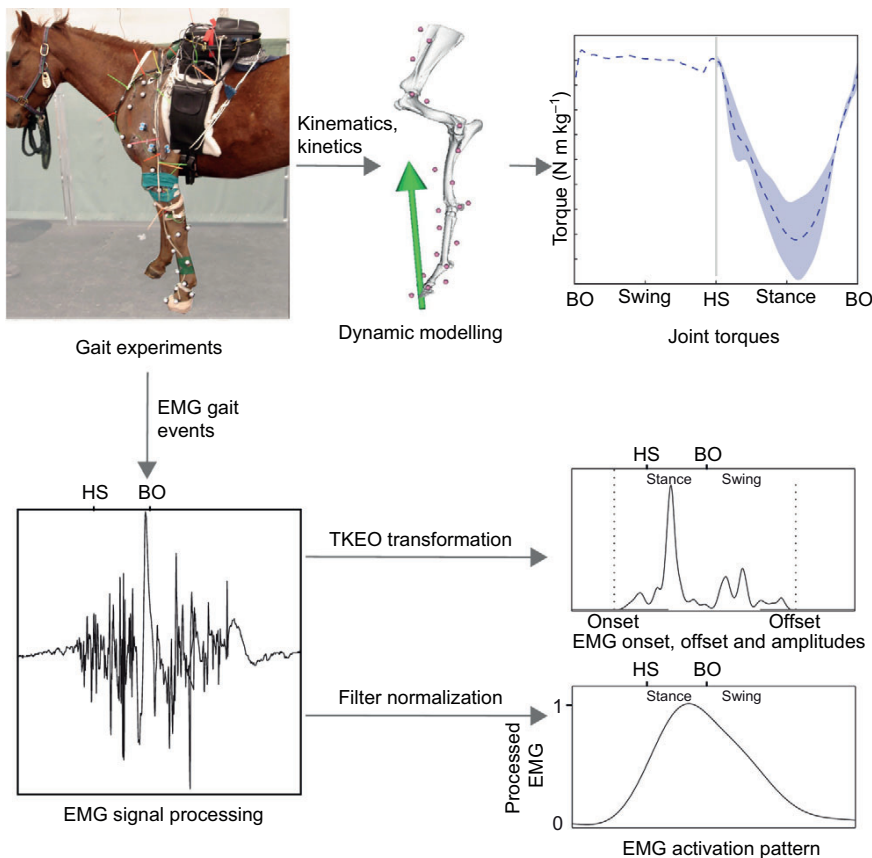 Kinematics,
kinetics
Gait experiments
Dynamic modelling
Torque (N m kg⁻¹)
BO Swing HS Stance BO
Joint torques
EMG gait
events
HS BO
EMG signal processing
TKEO transformation
HS BO
Stance Swing
Onset Offset
EMG onset, offset and amplitudes
Filter normalization
HS BO
Stance Swing
Processed
EMG
1
0
EMG activation pattern